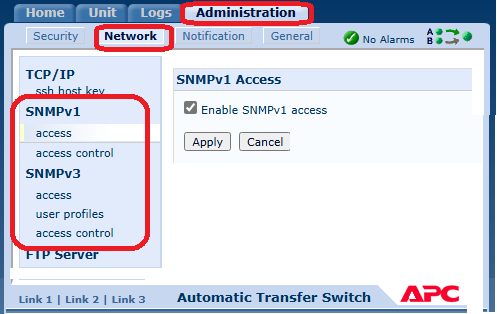 Home Unit Logs Administration
Security Network Notification General No Alarms A B
TCP/IP
ssh host key
SNMPv1
access
access control
SNMPv3
access
user profiles
access control
FTP Server
SNMPv1 Access
Enable SNMPv1 access
Apply Cancel
Link 1 | Link 2 | Link 3 Automatic Transfer Switch APC